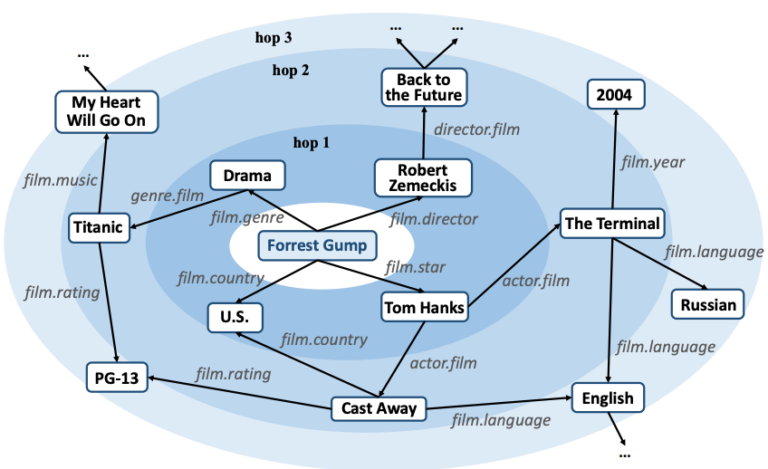 hop 3
...
...
...
hop 2
Back to
the Future
2004
My Heart
Will Go On
director.film
hop 1
film.year
Drama
Robert
Zemeckis
film.music
genre.film
film.genre
film.director
Titanic
The Terminal
Forrest Gump
film.language
film.star
film.country
actor.film
film.rating
U.S.
Tom Hanks
Russian
film.country
film.language
actor.film
film.rating
PG-13
English
Cast Away
film.language
...